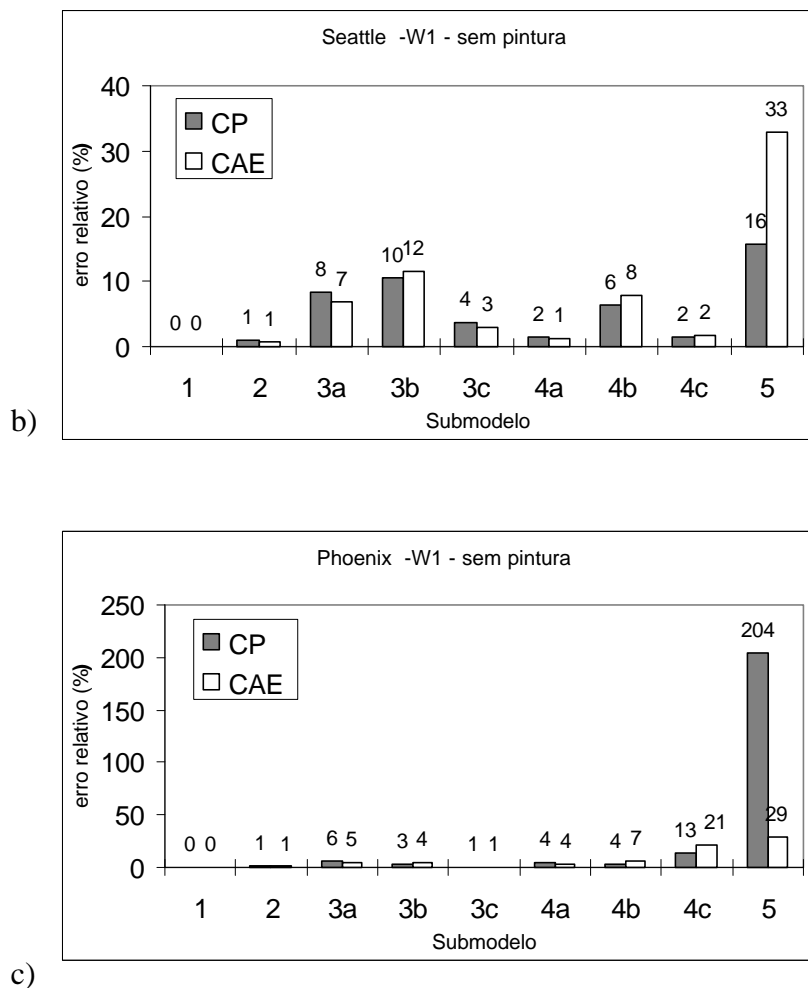 Seattle -W1 - sem pintura
erro relativo (%)
40
30
20
10
0
CP
CAE
0 0
1 1
8 7
10 12
4 3
2 1
6 8
2 2
16 33
1 2 3a 3b 3c 4a 4b 4c 5
Submodelo
b)
Phoenix -W1 - sem pintura
erro relativo (%)
250
200
150
100
50
0
CP
CAE
0 0
1 1
6 5
3 4
1 1
4 4
4 7
13 21
204 29
1 2 3a 3b 3c 4a 4b 4c 5
Submodelo
c)